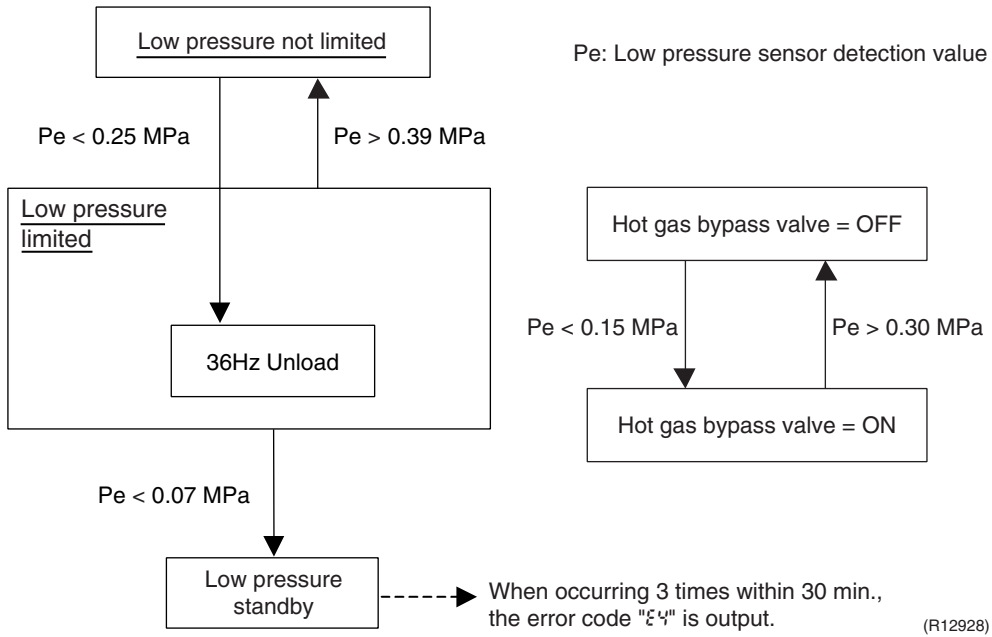 Low pressure not limited
Pe: Low pressure sensor detection value
Pe < 0.25 MPa
Pe > 0.39 MPa
Low pressure
limited
36Hz Unload
Pe < 0.07 MPa
Low pressure
standby
When occurring 3 times within 30 min.,
the error code "E4" is output.
Hot gas bypass valve = OFF
Pe < 0.15 MPa
Pe > 0.30 MPa
Hot gas bypass valve = ON
(R12928)